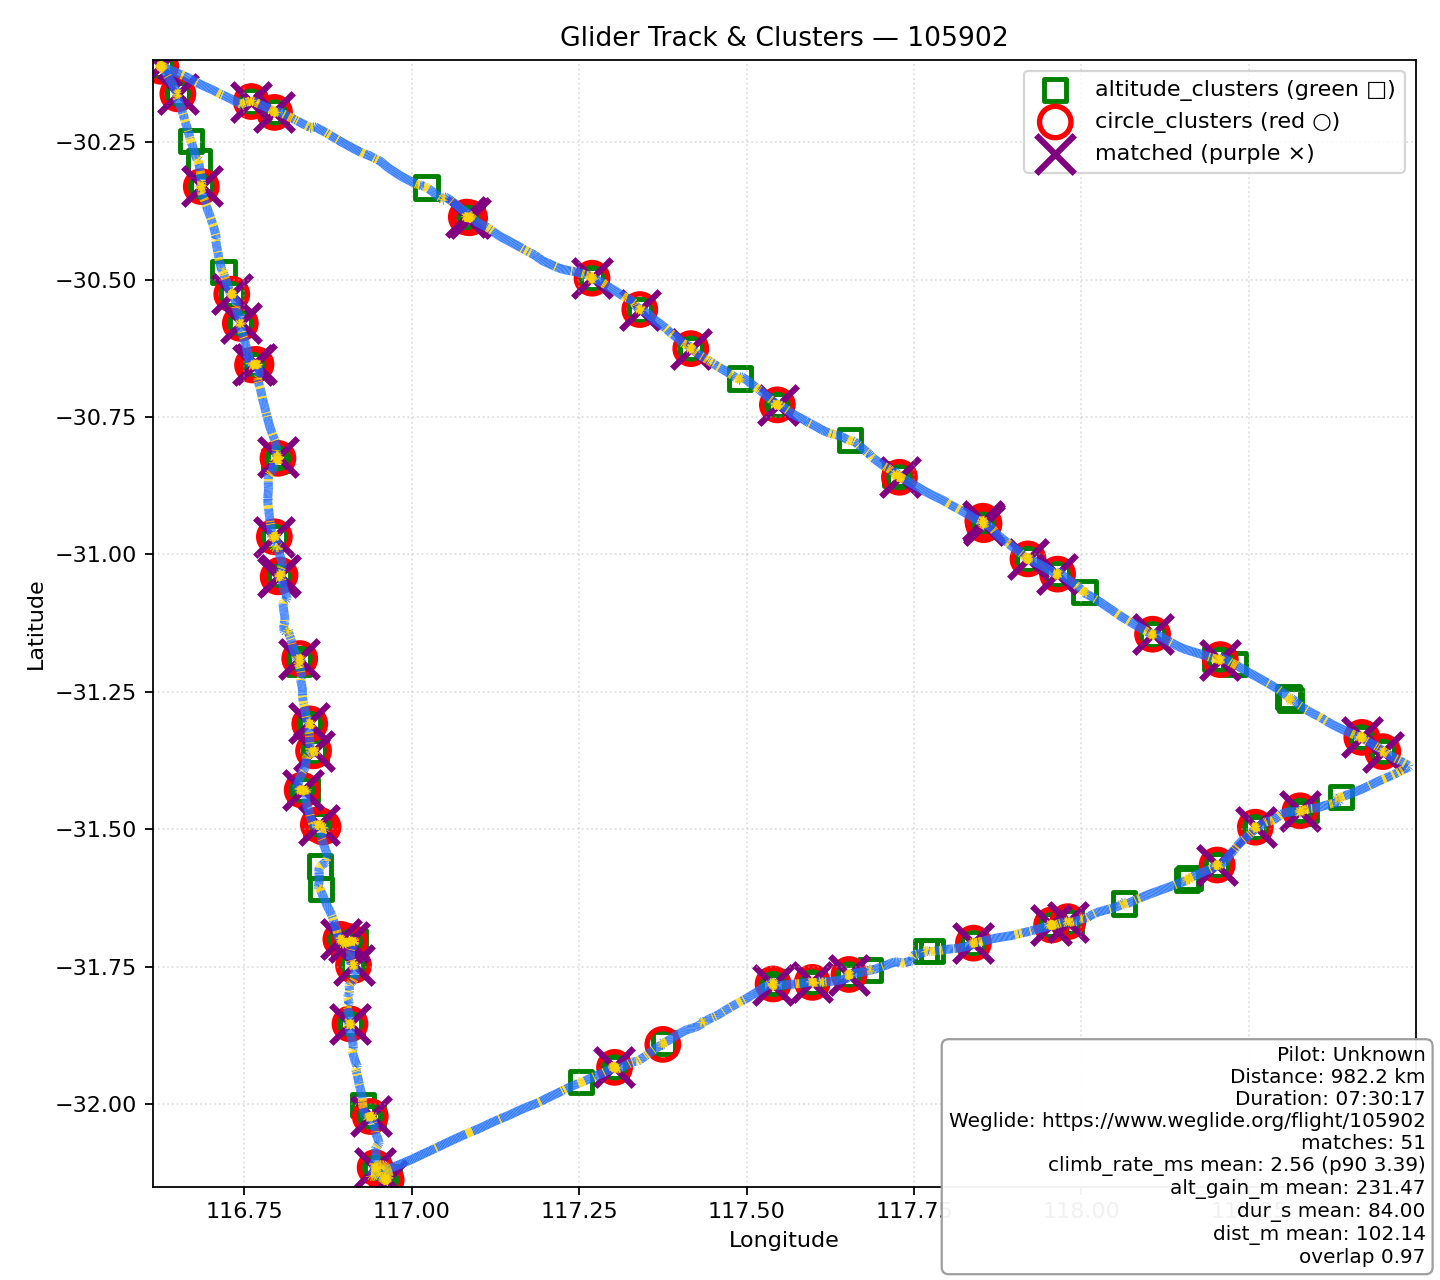 Glider Track & Clusters — 105902
altitude_clusters (green □)
circle_clusters (red ○)
matched (purple ×)
−30.25
−30.50
−30.75
−31.00
−31.25
−31.50
−31.75
−32.00
Latitude
116.75
117.00
117.25
117.50
117.75
118.00
Longitude
Pilot: Unknown
Distance: 982.2 km
Duration: 07:30:17
Weglide: https://www.weglide.org/flight/105902
matches: 51
climb_rate_ms mean: 2.56 (p90 3.39)
alt_gain_m mean: 231.47
dur_s mean: 84.00
dist_m mean: 102.14
overlap 0.97